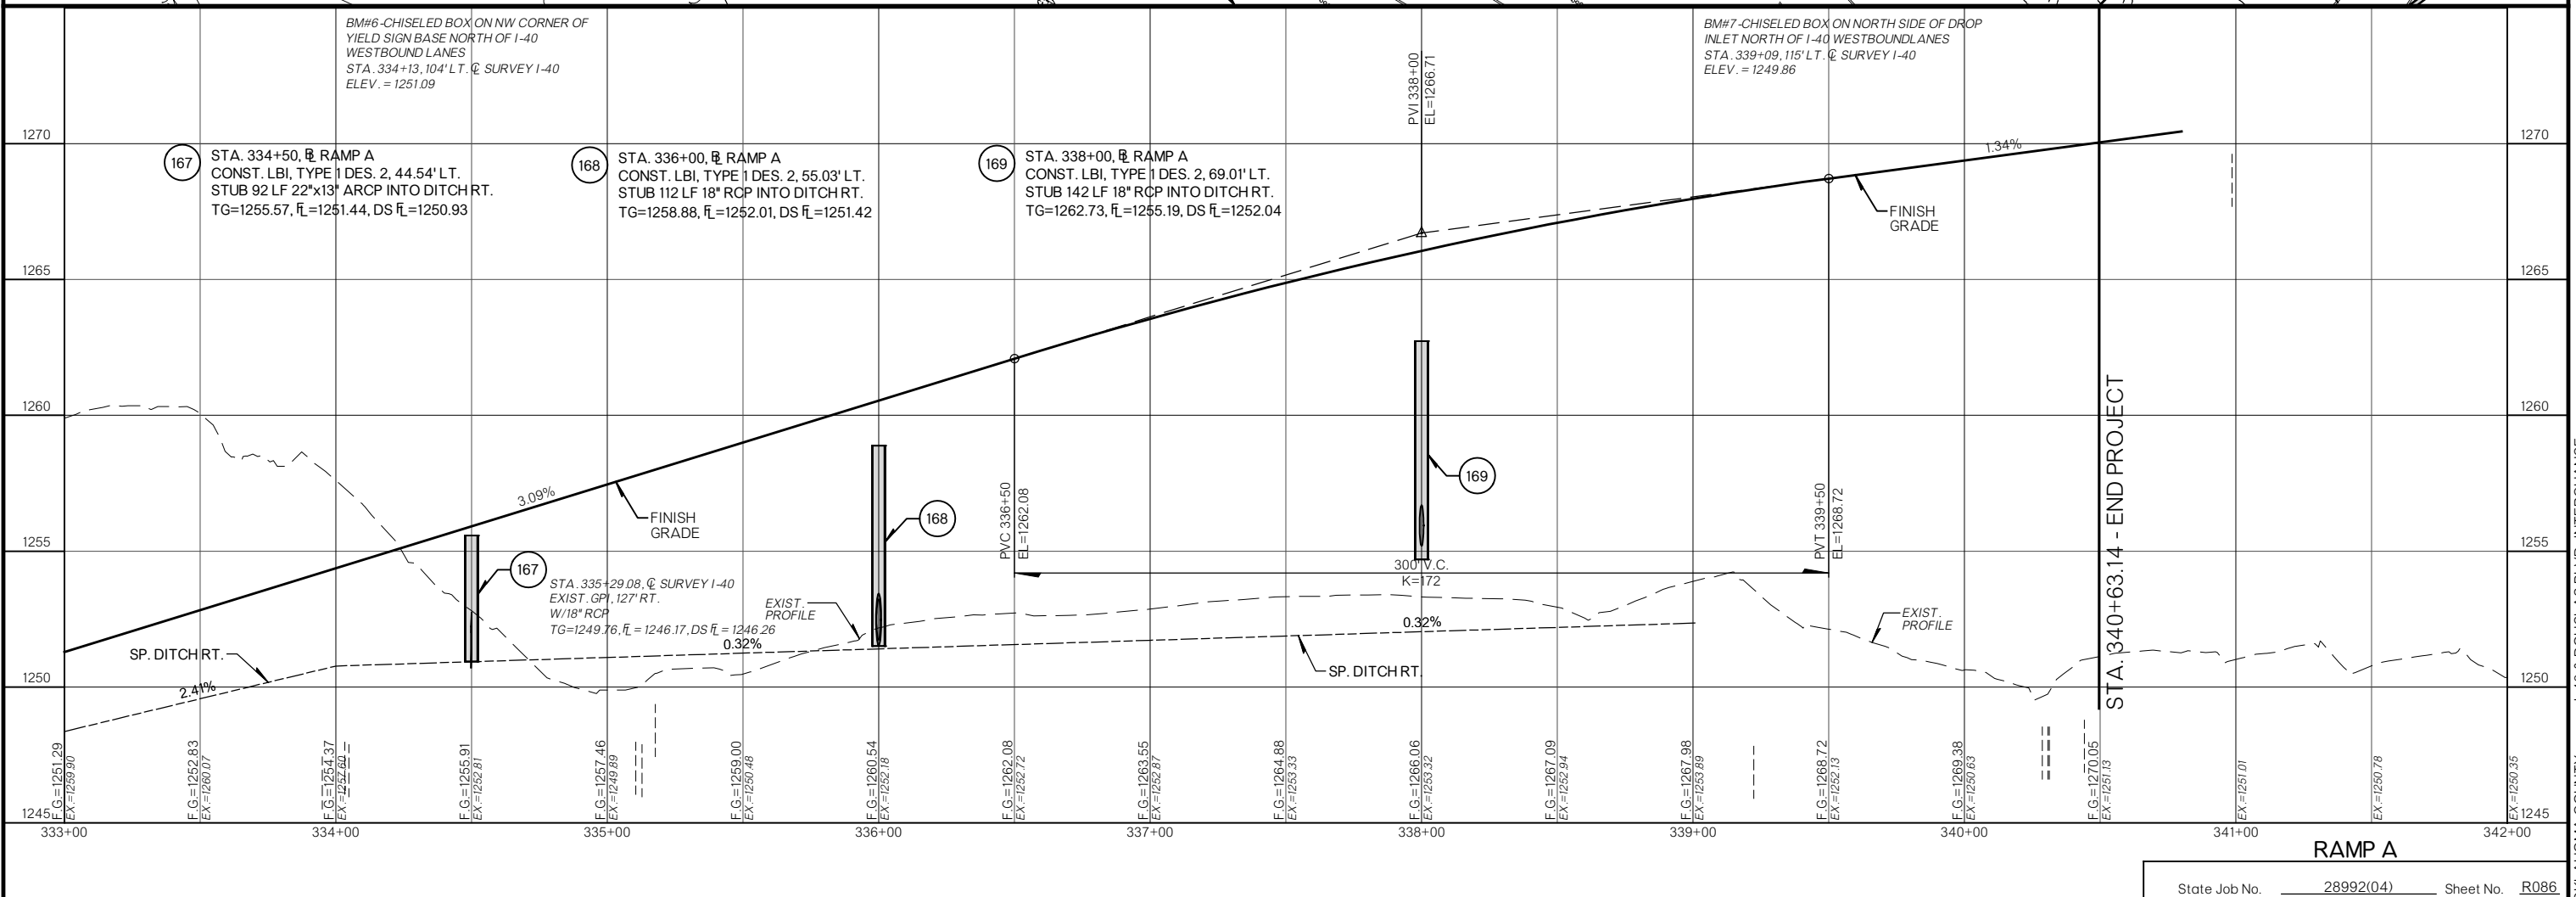 BM#6-CHISELED BOX ON NW CORNER OF
YIELD SIGN BASE NORTH OF I-40
WESTBOUND LANES
STA. 334+13, 104' LT. ℄ SURVEY I-40
ELEV. = 1251.09
BM#7-CHISELED BOX ON NORTH SIDE OF DROP
INLET NORTH OF I-40 WESTBOUNDLANES
STA. 339+09, 115' LT. ℄ SURVEY I-40
ELEV. = 1249.86
PVI 338+00
EL=1266.71
1270
1270
167
STA. 334+50, BL RAMP A
CONST. LBI, TYPE 1 DES. 2, 44.54' LT.
STUB 92 LF 22"x13" ARCP INTO DITCH RT.
TG=1255.57, FL=1251.44, DS FL=1250.93
168
STA. 336+00, BL RAMP A
CONST. LBI, TYPE 1 DES. 2, 55.03' LT.
STUB 112 LF 18" RCP INTO DITCH RT.
TG=1258.88, FL=1252.01, DS FL=1251.42
169
STA. 338+00, BL RAMP A
CONST. LBI, TYPE 1 DES. 2, 69.01' LT.
STUB 142 LF 18" RCP INTO DITCH RT.
TG=1262.73, FL=1255.19, DS FL=1252.04
1.34%
FINISH
GRADE
1265
1265
1260
1260
3.09%
FINISH
GRADE
168
169
PVC 336+50
EL=1262.08
PVT 339+50
EL=1268.72
STA. 340+63.14 - END PROJECT
1255
1255
300' V.C.
K=172
167
STA. 335+29.08, ℄ SURVEY I-40
EXIST. GPI, 127' RT.
W/18" RCP
TG=1249.76, FL = 1246.17, DS FL = 1246.26
EXIST.
PROFILE
EXIST.
PROFILE
SP. DITCH RT.
0.32%
0.32%
SP. DITCH RT.
2.41%
1250
1250
F.G.=1251.29
EX.=1259.90
F.G.=1252.83
EX.=1260.07
F.G.=1254.37
EX.=1257.60
F.G.=1255.91
EX.=1252.81
F.G.=1257.46
EX.=1249.89
F.G.=1259.00
EX.=1250.48
F.G.=1260.54
EX.=1252.18
F.G.=1262.08
EX.=1252.72
F.G.=1263.55
EX.=1252.87
F.G.=1264.88
EX.=1253.33
F.G.=1266.06
EX.=1253.32
F.G.=1267.09
EX.=1252.94
F.G.=1267.98
EX.=1253.89
F.G.=1268.72
EX.=1252.13
F.G.=1269.38
EX.=1250.63
F.G.=1270.05
EX.=1251.13
EX.=1251.01
EX.=1250.78
EX.=1250.35
1245
1245
333+00
334+00
335+00
336+00
337+00
338+00
339+00
340+00
341+00
342+00
RAMP A
State Job No. 28992(04) Sheet No. R086